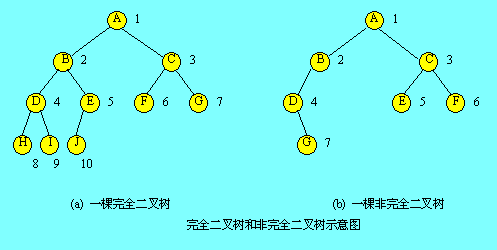 A 1 A 1
B 2 C 3 B 2 C 3
D 4 E 5 F 6 G 7 D 4 E 5 F 6
H I J G 7
8 9 10
(a) 一棵完全二叉树 (b) 一棵非完全二叉树
完全二叉树和非完全二叉树示意图